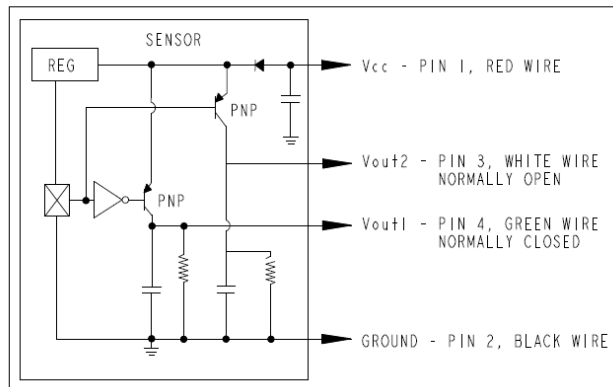 SENSOR
REG
Vcc - PIN 1, RED WIRE
PNP
Vout2 - PIN 3, WHITE WIRE
NORMALLY OPEN
PNP
Vout1 - PIN 4, GREEN WIRE
NORMALLY CLOSED
GROUND - PIN 2, BLACK WIRE